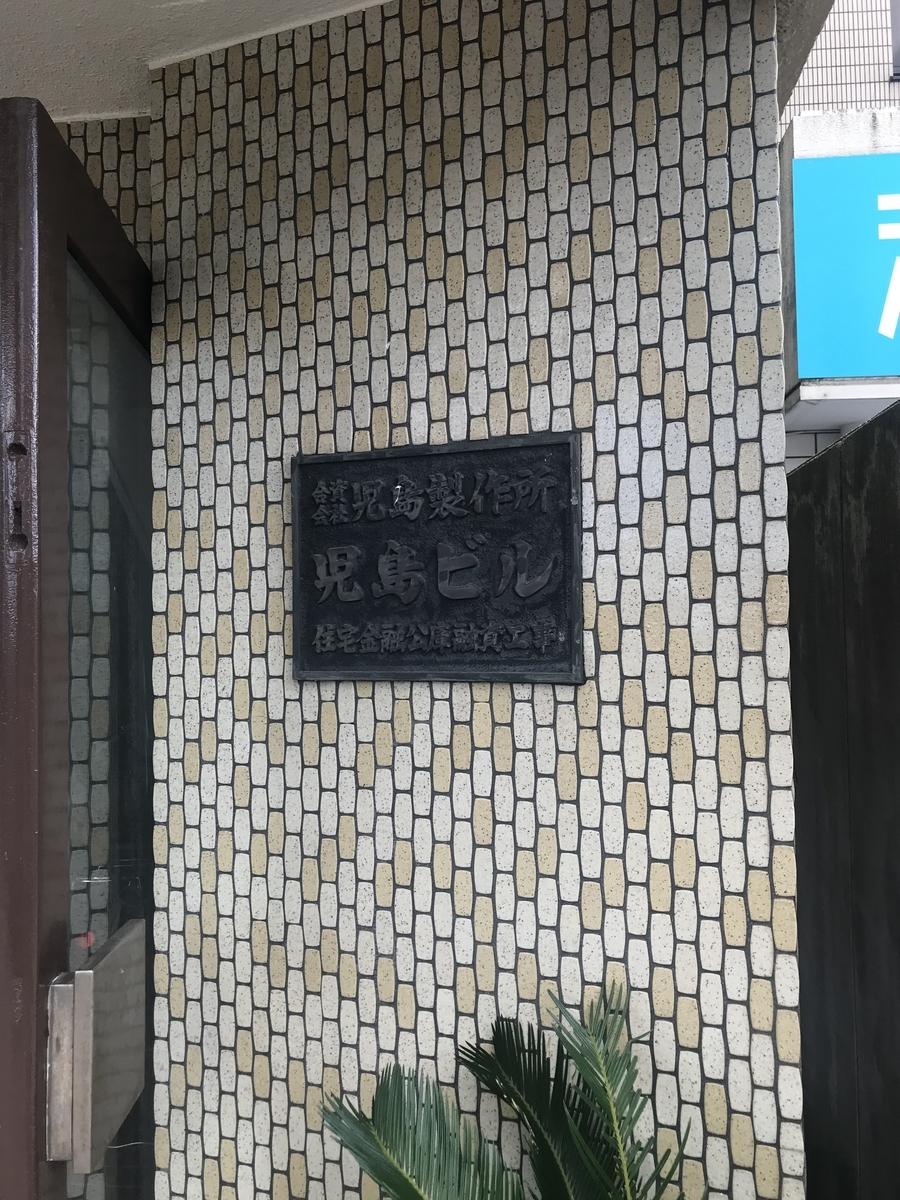 合資会社児島製作所
児島ビル
住宅金融公庫融資工事